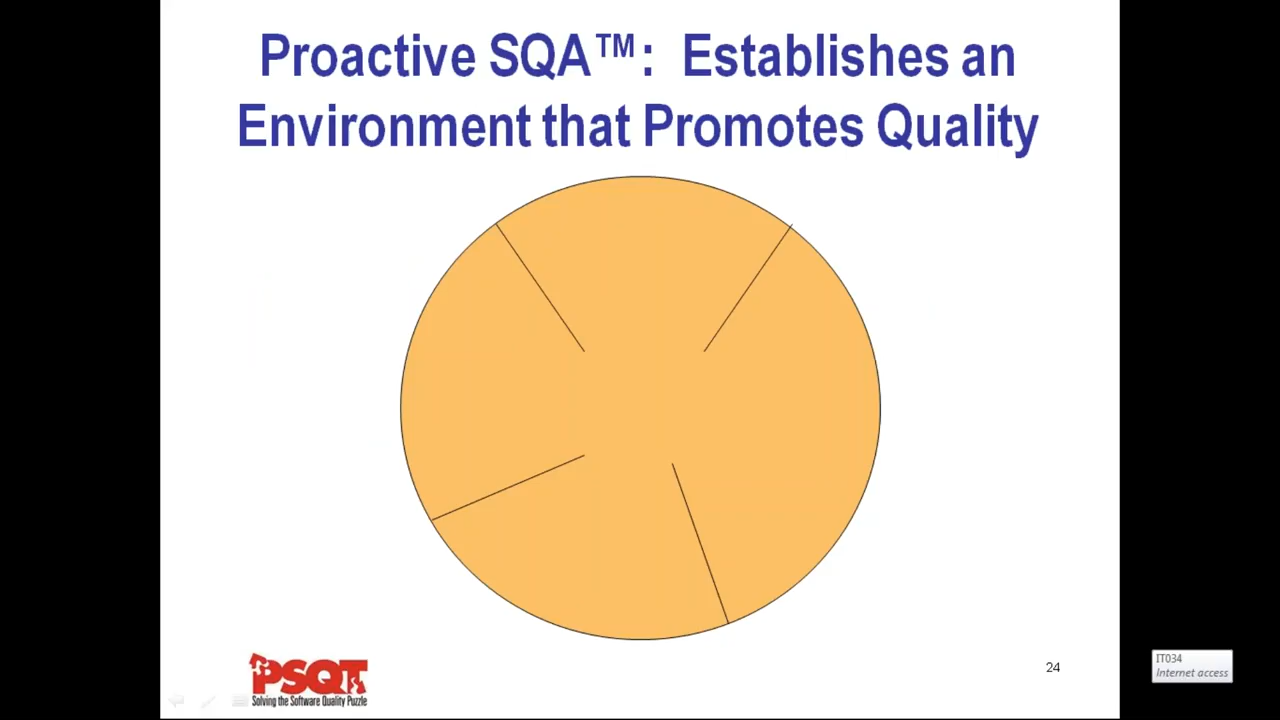 Proactive SQA™: Establishes an
Environment that Promotes Quality
PSQT
Solving the Software Quality Puzzle
24
IT034
Internet access